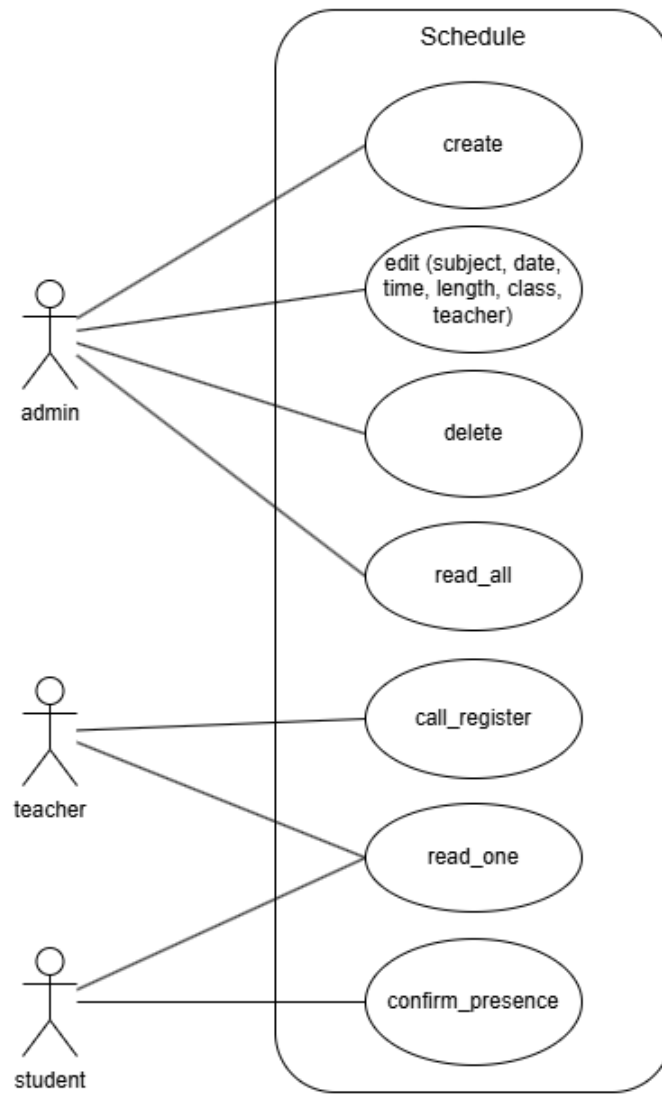 Schedule
create
edit (subject, date,
time, length, class,
teacher)
admin
delete
read_all
call_register
teacher
read_one
confirm_presence
student